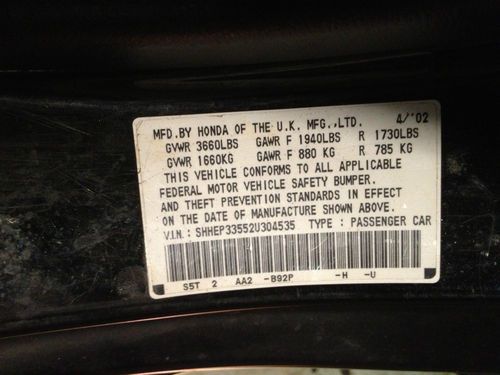 MFD.BY HONDA OF THE U.K. MFG.,LTD. 4/'02
GVWR 3660LBS GAWR F 1940LBS R 1730LBS
GVWR 1660KG GAWR F 880 KG R 785 KG
THIS VEHICLE CONFORMS TO ALL APPLICABLE
FEDERAL MOTOR VEHICLE SAFETY BUMPER.
AND THEFT PREVENTION STANDARDS IN EFFECT
ON THE DATE OF MANUFACTURE SHOWN ABOVE.
V.I.N.: SHHEP33552U304535 TYPE : PASSENGER CAR
S5T 2 AA2 -B92P -H -U